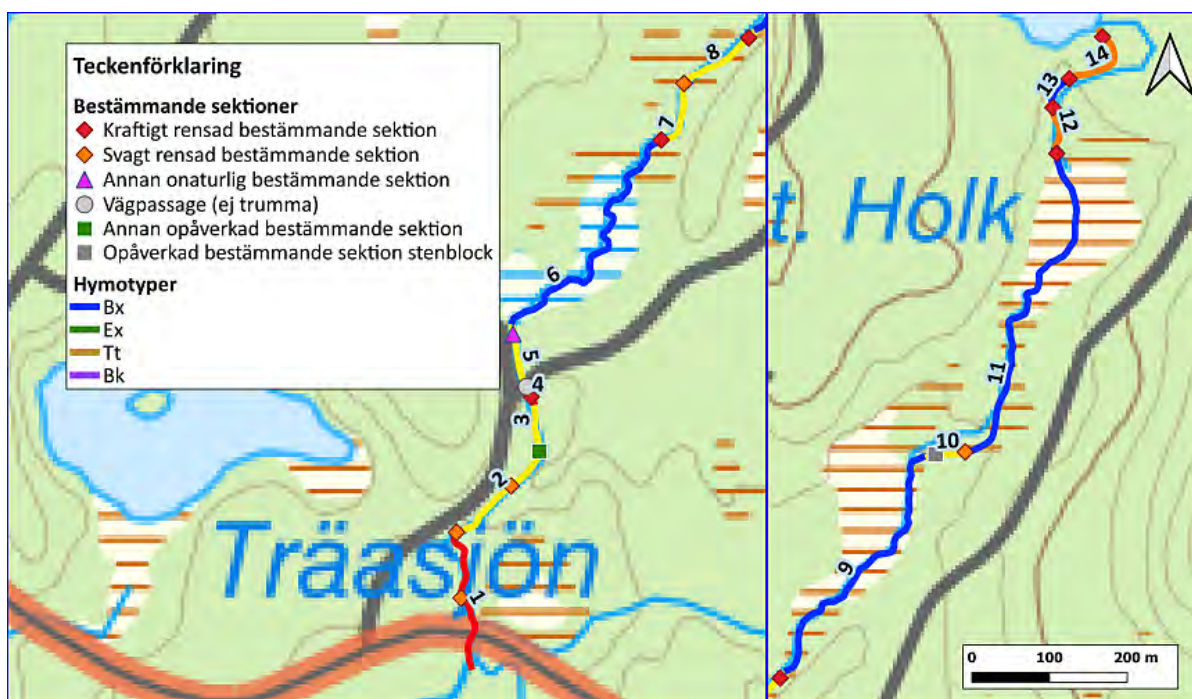 Teckenförklaring
Bestämmande sektioner
Kraftigt rensad bestämmande sektion
Svagt rensad bestämmande sektion
Annan onaturlig bestämmande sektion
Vägpassage (ej trumma)
Annan opåverkad bestämmande sektion
Opåverkad bestämmande sektion stenblock
Hymotyper
Bx
Ex
Tt
Bk
8
7
6
5
4
3
2
Träasjön
1
14
13
12
t. Holk
11
10
9
0 100 200 m